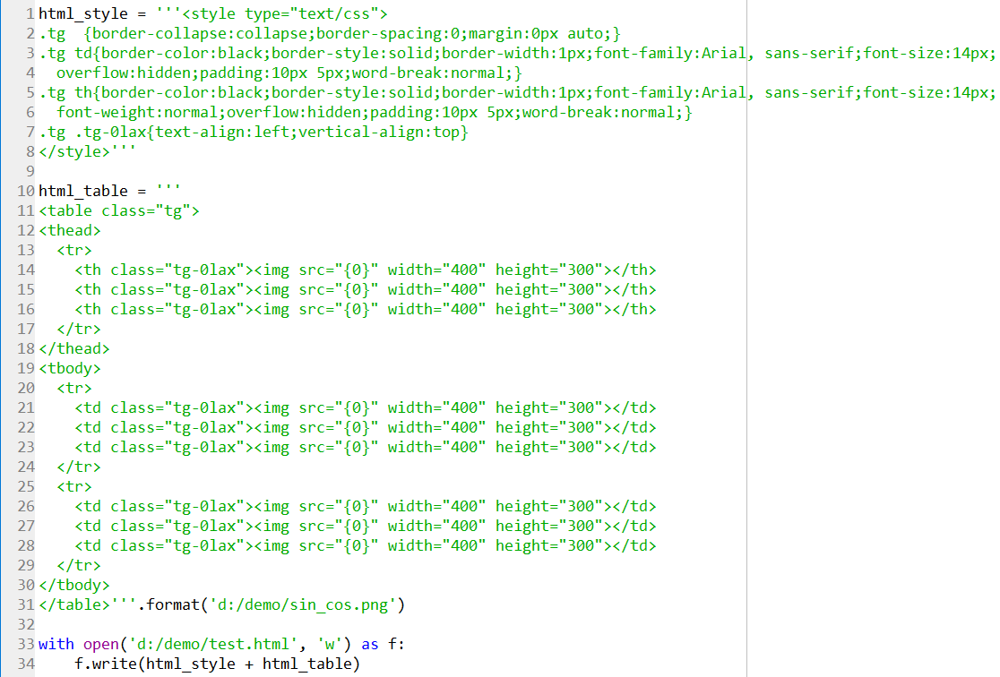 1 html_style = '''<style type="text/css">
2 .tg  {border-collapse:collapse;border-spacing:0;margin:0px auto;}
3 .tg td{border-color:black;border-style:solid;border-width:1px;font-family:Arial, sans-serif;font-size:14px;
4   overflow:hidden;padding:10px 5px;word-break:normal;}
5 .tg th{border-color:black;border-style:solid;border-width:1px;font-family:Arial, sans-serif;font-size:14px;
6   font-weight:normal;overflow:hidden;padding:10px 5px;word-break:normal;}
7 .tg .tg-0lax{text-align:left;vertical-align:top}
8 </style>'''
9
10 html_table = '''
11 <table class="tg">
12 <thead>
13   <tr>
14     <th class="tg-0lax"><img src="{0}" width="400" height="300"></th>
15     <th class="tg-0lax"><img src="{0}" width="400" height="300"></th>
16     <th class="tg-0lax"><img src="{0}" width="400" height="300"></th>
17   </tr>
18 </thead>
19 <tbody>
20   <tr>
21     <td class="tg-0lax"><img src="{0}" width="400" height="300"></td>
22     <td class="tg-0lax"><img src="{0}" width="400" height="300"></td>
23     <td class="tg-0lax"><img src="{0}" width="400" height="300"></td>
24   </tr>
25   <tr>
26     <td class="tg-0lax"><img src="{0}" width="400" height="300"></td>
27     <td class="tg-0lax"><img src="{0}" width="400" height="300"></td>
28     <td class="tg-0lax"><img src="{0}" width="400" height="300"></td>
29   </tr>
30 </tbody>
31 </table>'''.format('d:/demo/sin_cos.png')
32
33 with open('d:/demo/test.html', 'w') as f:
34     f.write(html_style + html_table)